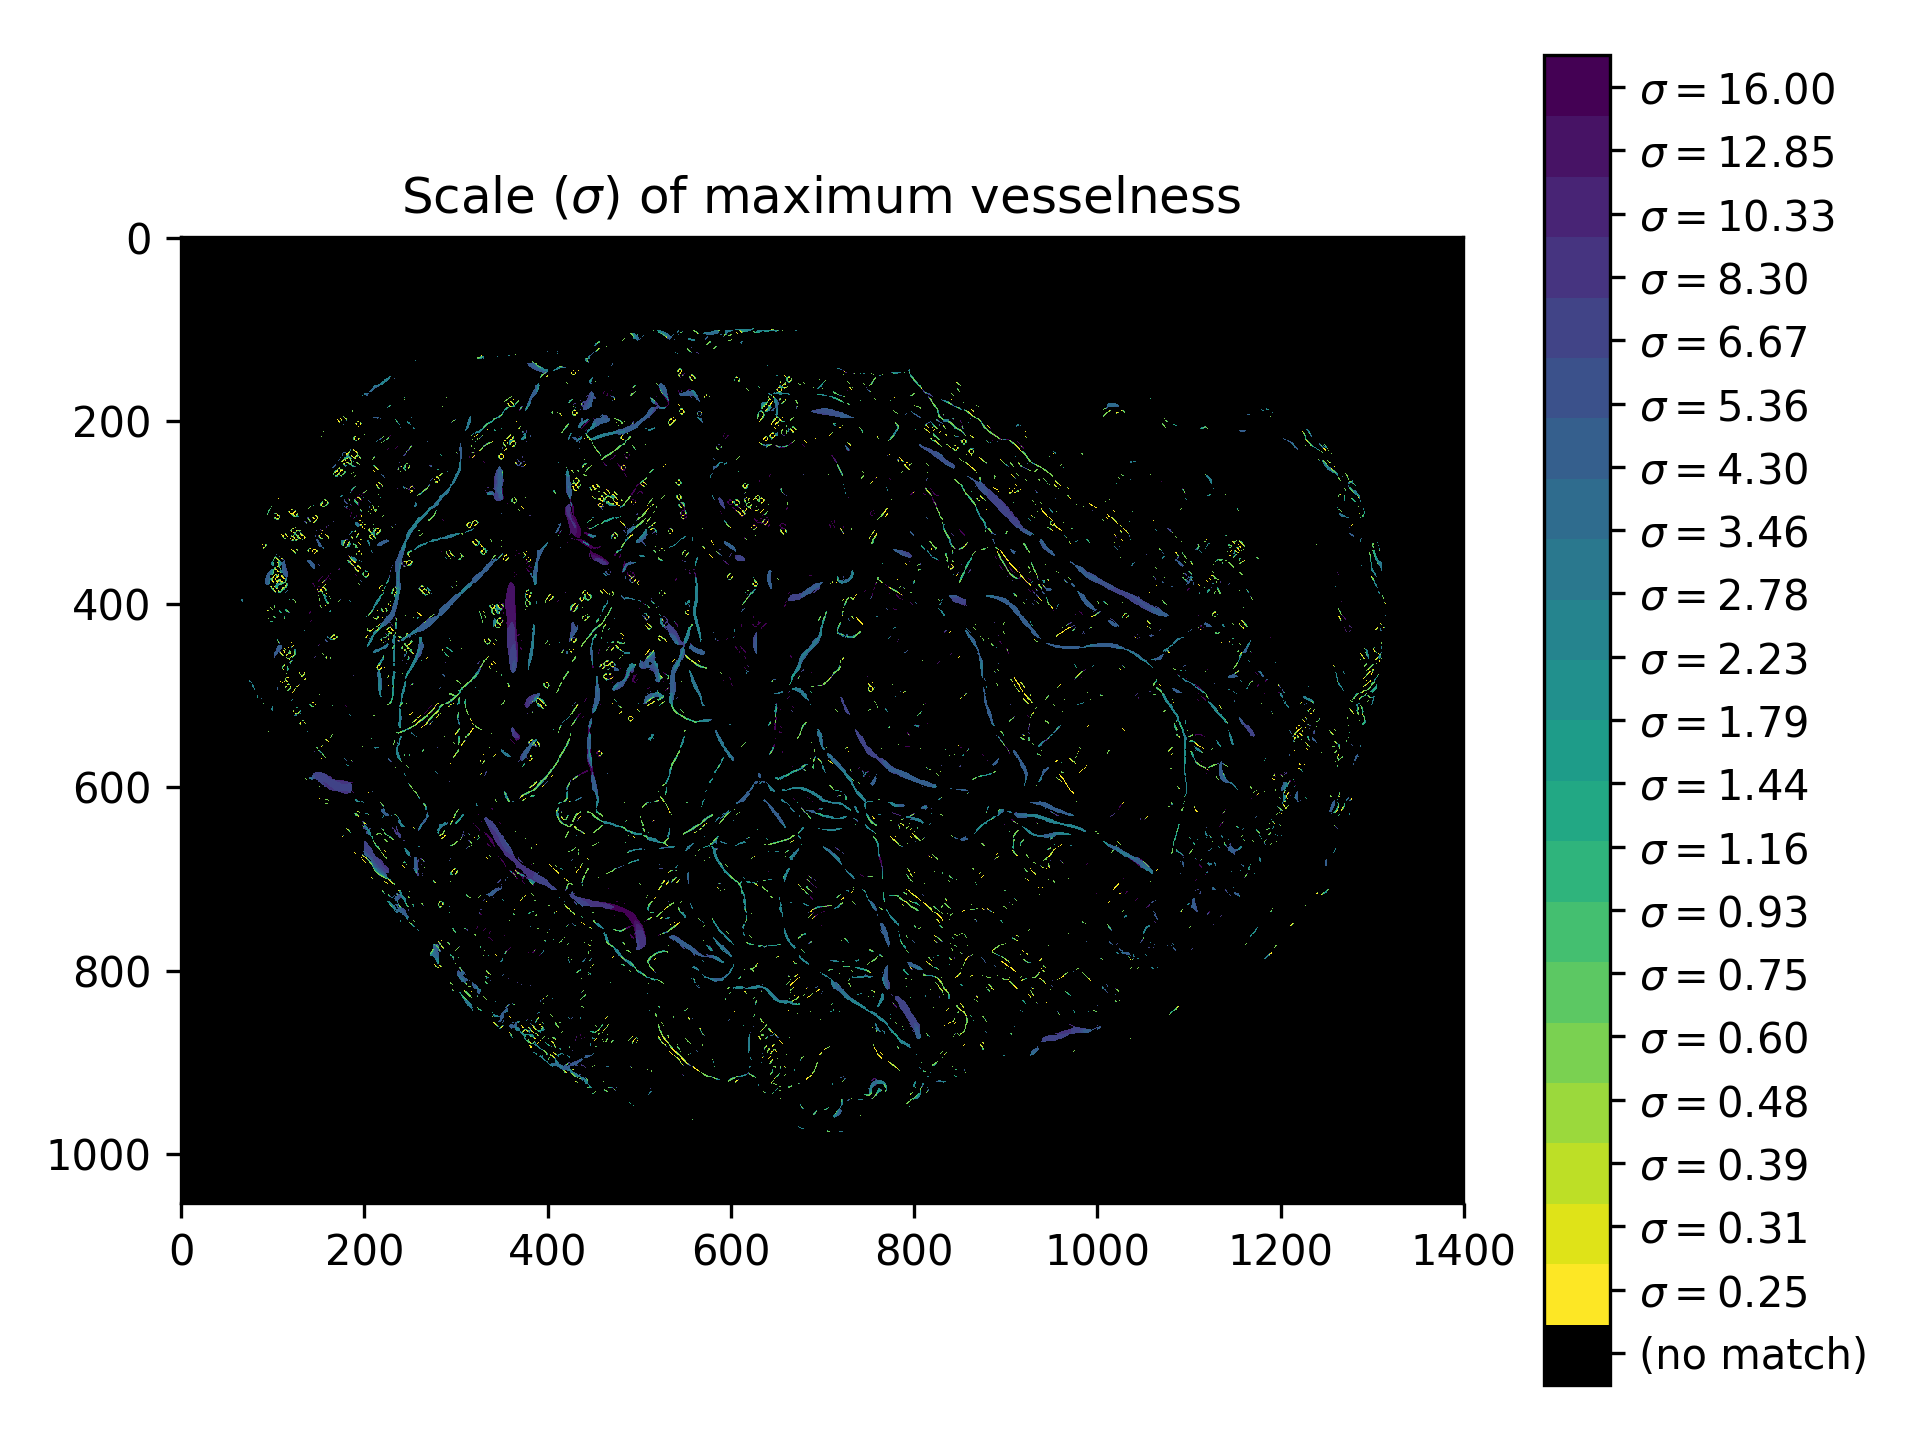 Scale (σ) of maximum vesselness
0
200
400
600
800
1000
0 200 400 600 800 1000 1200 1400
σ = 16.00
σ = 12.85
σ = 10.33
σ = 8.30
σ = 6.67
σ = 5.36
σ = 4.30
σ = 3.46
σ = 2.78
σ = 2.23
σ = 1.79
σ = 1.44
σ = 1.16
σ = 0.93
σ = 0.75
σ = 0.60
σ = 0.48
σ = 0.39
σ = 0.31
σ = 0.25
(no match)